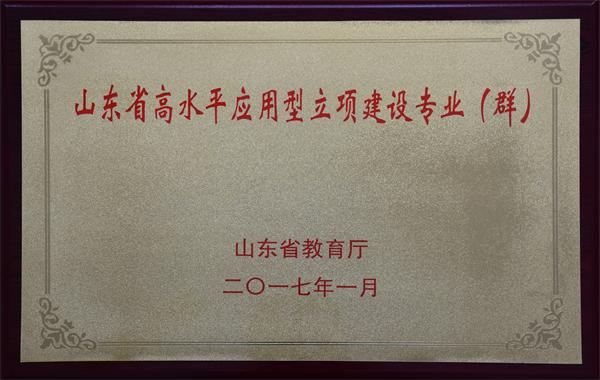 山东省高水平应用型立项建设专业（群）
山东省教育厅
二〇一七年一月